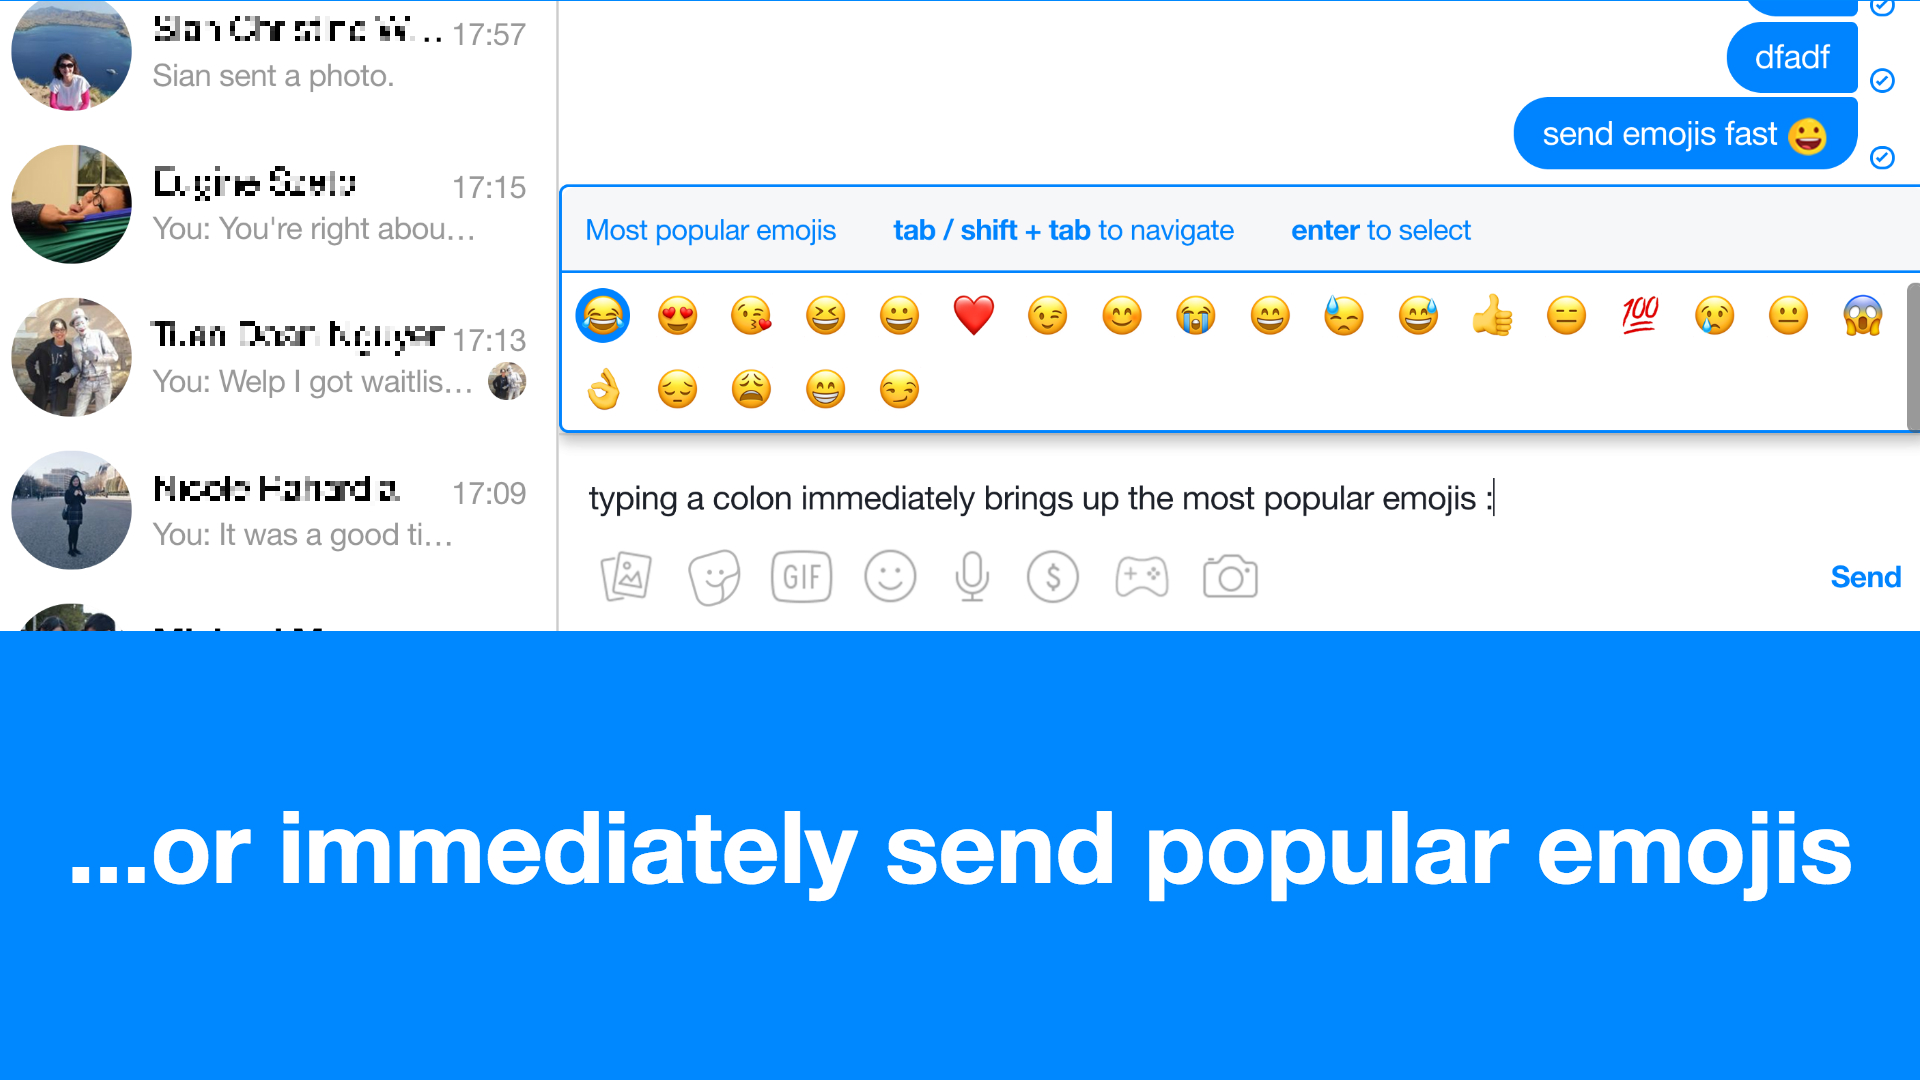 17:57
Sian sent a photo.
17:15
You: You're right abou...
17:13
You: Welp I got waitlis...
17:09
You: It was a good ti...
dfadf
send emojis fast 😀
Most popular emojis tab / shift + tab to navigate enter to select
typing a colon immediately brings up the most popular emojis :
GIF
Send
...or immediately send popular emojis